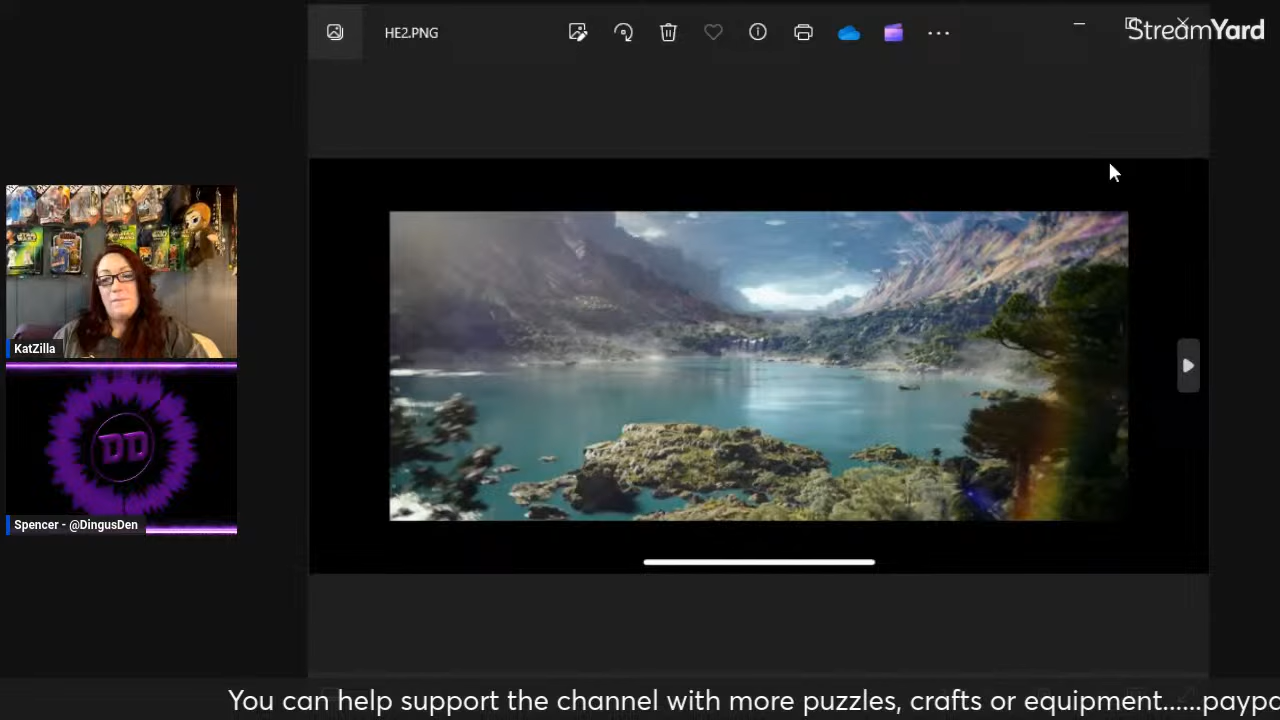 HE2.PNG
StreamYard
KatZilla
DD
Spencer - @DingusDen
You can help support the channel with more puzzles, crafts or equipment......paypa